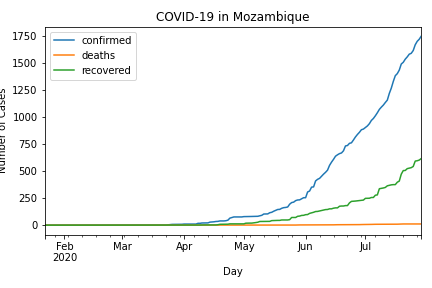 COVID-19 in Mozambique
confirmed
deaths
recovered
1750
1500
1250
1000
750
500
250
0
Number of Cases
Feb
2020
Mar
Apr
May
Jun
Jul
Day